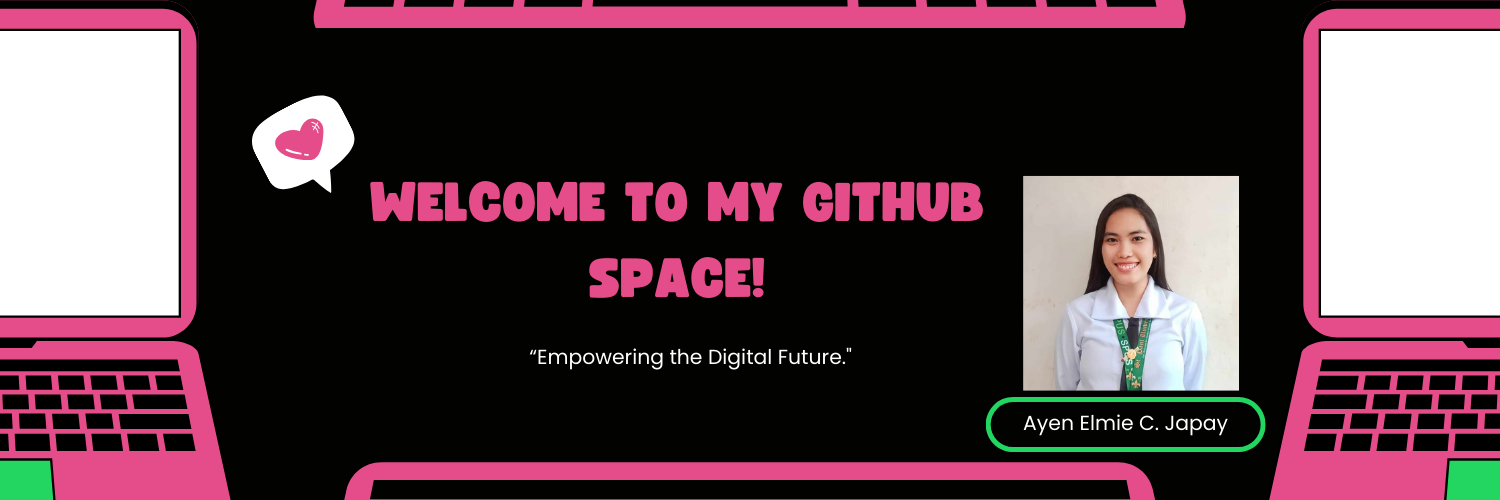 WELCOME TO MY GITHUB
SPACE!
“Empowering the Digital Future."
Ayen Elmie C. Japay